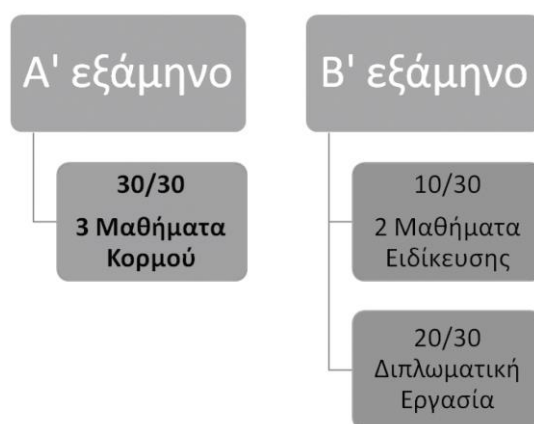 Α' εξάμηνο
30/30
3 Μαθήματα
Κορμού
Β' εξάμηνο
10/30
2 Μαθήματα
Ειδίκευσης
20/30
Διπλωματική
Εργασία